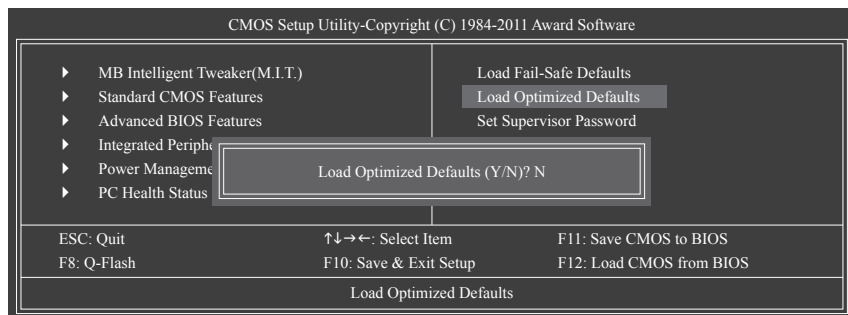 CMOS Setup Utility-Copyright (C) 1984-2011 Award Software
MB Intelligent Tweaker(M.I.T.)
Standard CMOS Features
Advanced BIOS Features
Integrated Periphe
Power Manageme
PC Health Status
Load Fail-Safe Defaults
Load Optimized Defaults
Set Supervisor Password
Load Optimized Defaults (Y/N)? N
ESC: Quit ↑↓→←: Select Item F11: Save CMOS to BIOS
F8: Q-Flash F10: Save & Exit Setup F12: Load CMOS from BIOS
Load Optimized Defaults